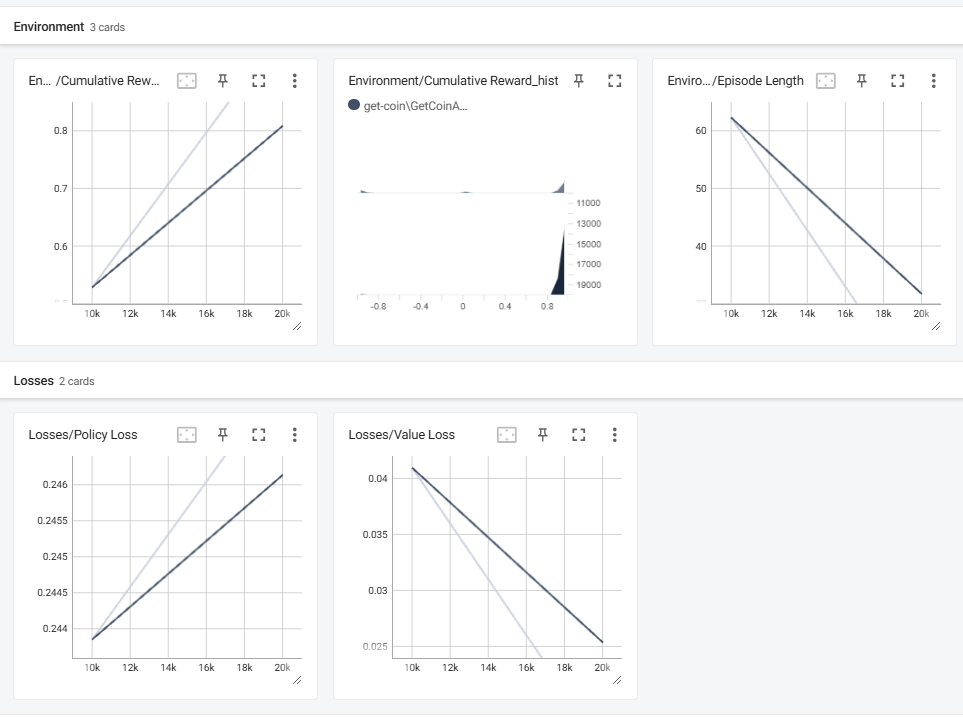 Environment 3 cards
En... /Cumulative Rew...
0.8
0.7
0.6
10k 12k 14k 16k 18k 20k
Environment/Cumulative Reward_hist
get-coin\GetCoinA...
11000
13000
15000
17000
19000
-0.8 -0.4 0 0.4 0.8
Enviro.../Episode Length
60
50
40
10k 12k 14k 16k 18k 20k
Losses 2 cards
Losses/Policy Loss
0.246
0.2455
0.245
0.2445
0.244
10k 12k 14k 16k 18k 20k
Losses/Value Loss
0.04
0.035
0.03
0.025
10k 12k 14k 16k 18k 20k